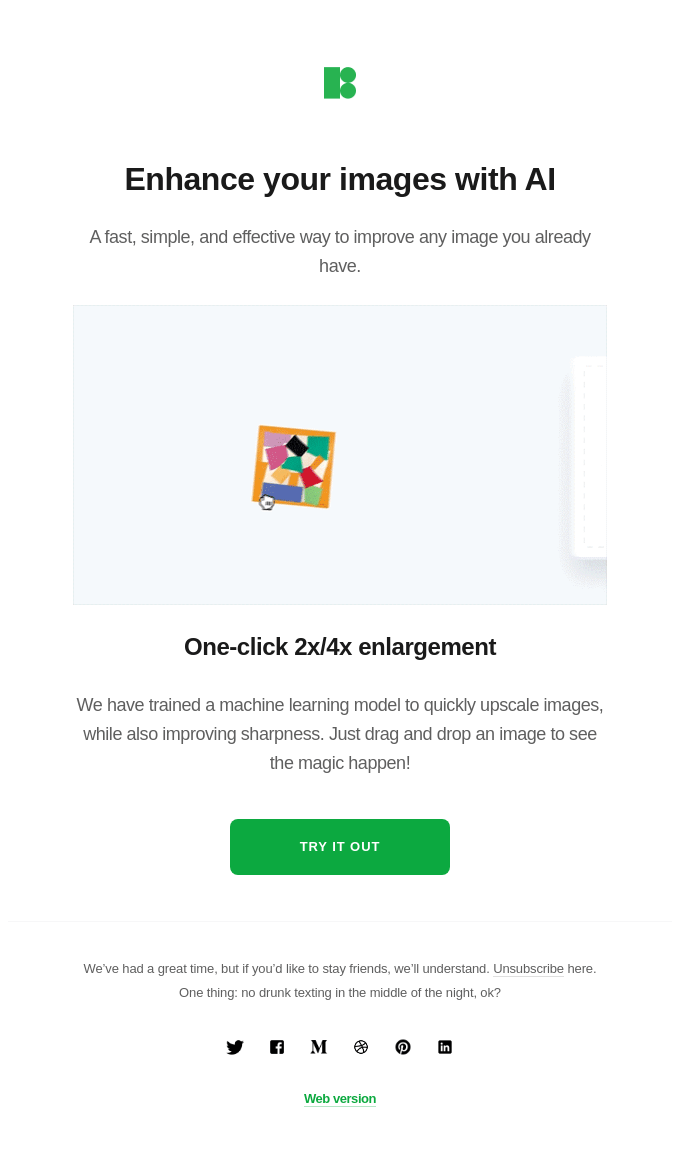 Enhance your images with AI
A fast, simple, and effective way to improve any image you already
have.
One-click 2x/4x enlargement
We have trained a machine learning model to quickly upscale images,
while also improving sharpness. Just drag and drop an image to see
the magic happen!
TRY IT OUT
We’ve had a great time, but if you’d like to stay friends, we’ll understand. Unsubscribe here.
One thing: no drunk texting in the middle of the night, ok?
Web version